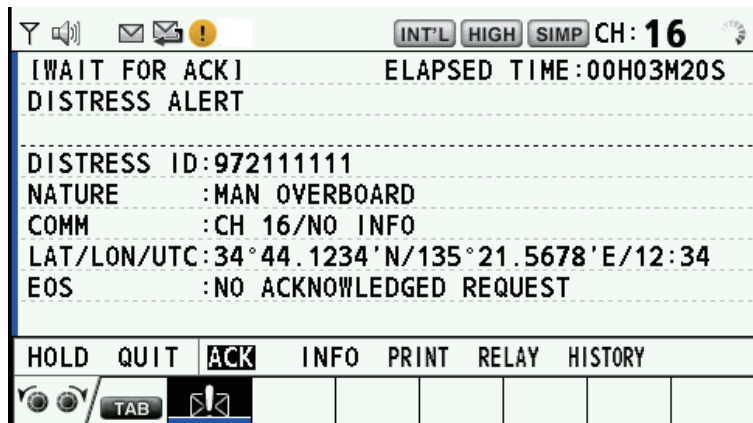 INT'L HIGH SIMP CH: 16
[WAIT FOR ACK] ELAPSED TIME:00H03M20S
DISTRESS ALERT
DISTRESS ID:972111111
NATURE :MAN OVERBOARD
COMM :CH 16/NO INFO
LAT/LON/UTC:34°44.1234'N/135°21.5678'E/12:34
EOS :NO ACKNOWLEDGED REQUEST
HOLD QUIT ACK INFO PRINT RELAY HISTORY
TAB